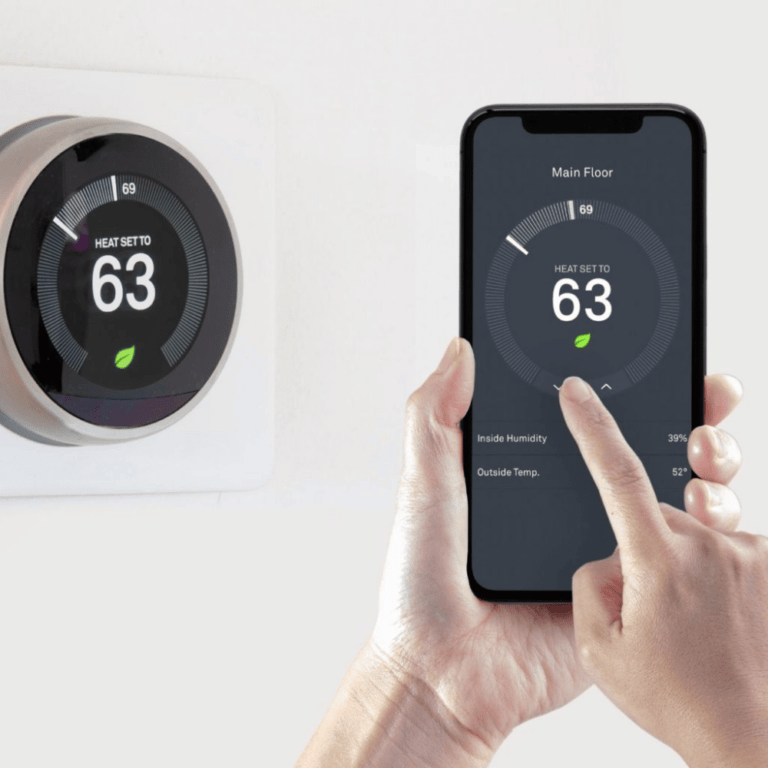 69
HEAT SET TO
63
Main Floor
69
HEAT SET TO
63
Inside Humidity 39%
Outside Temp. 52°